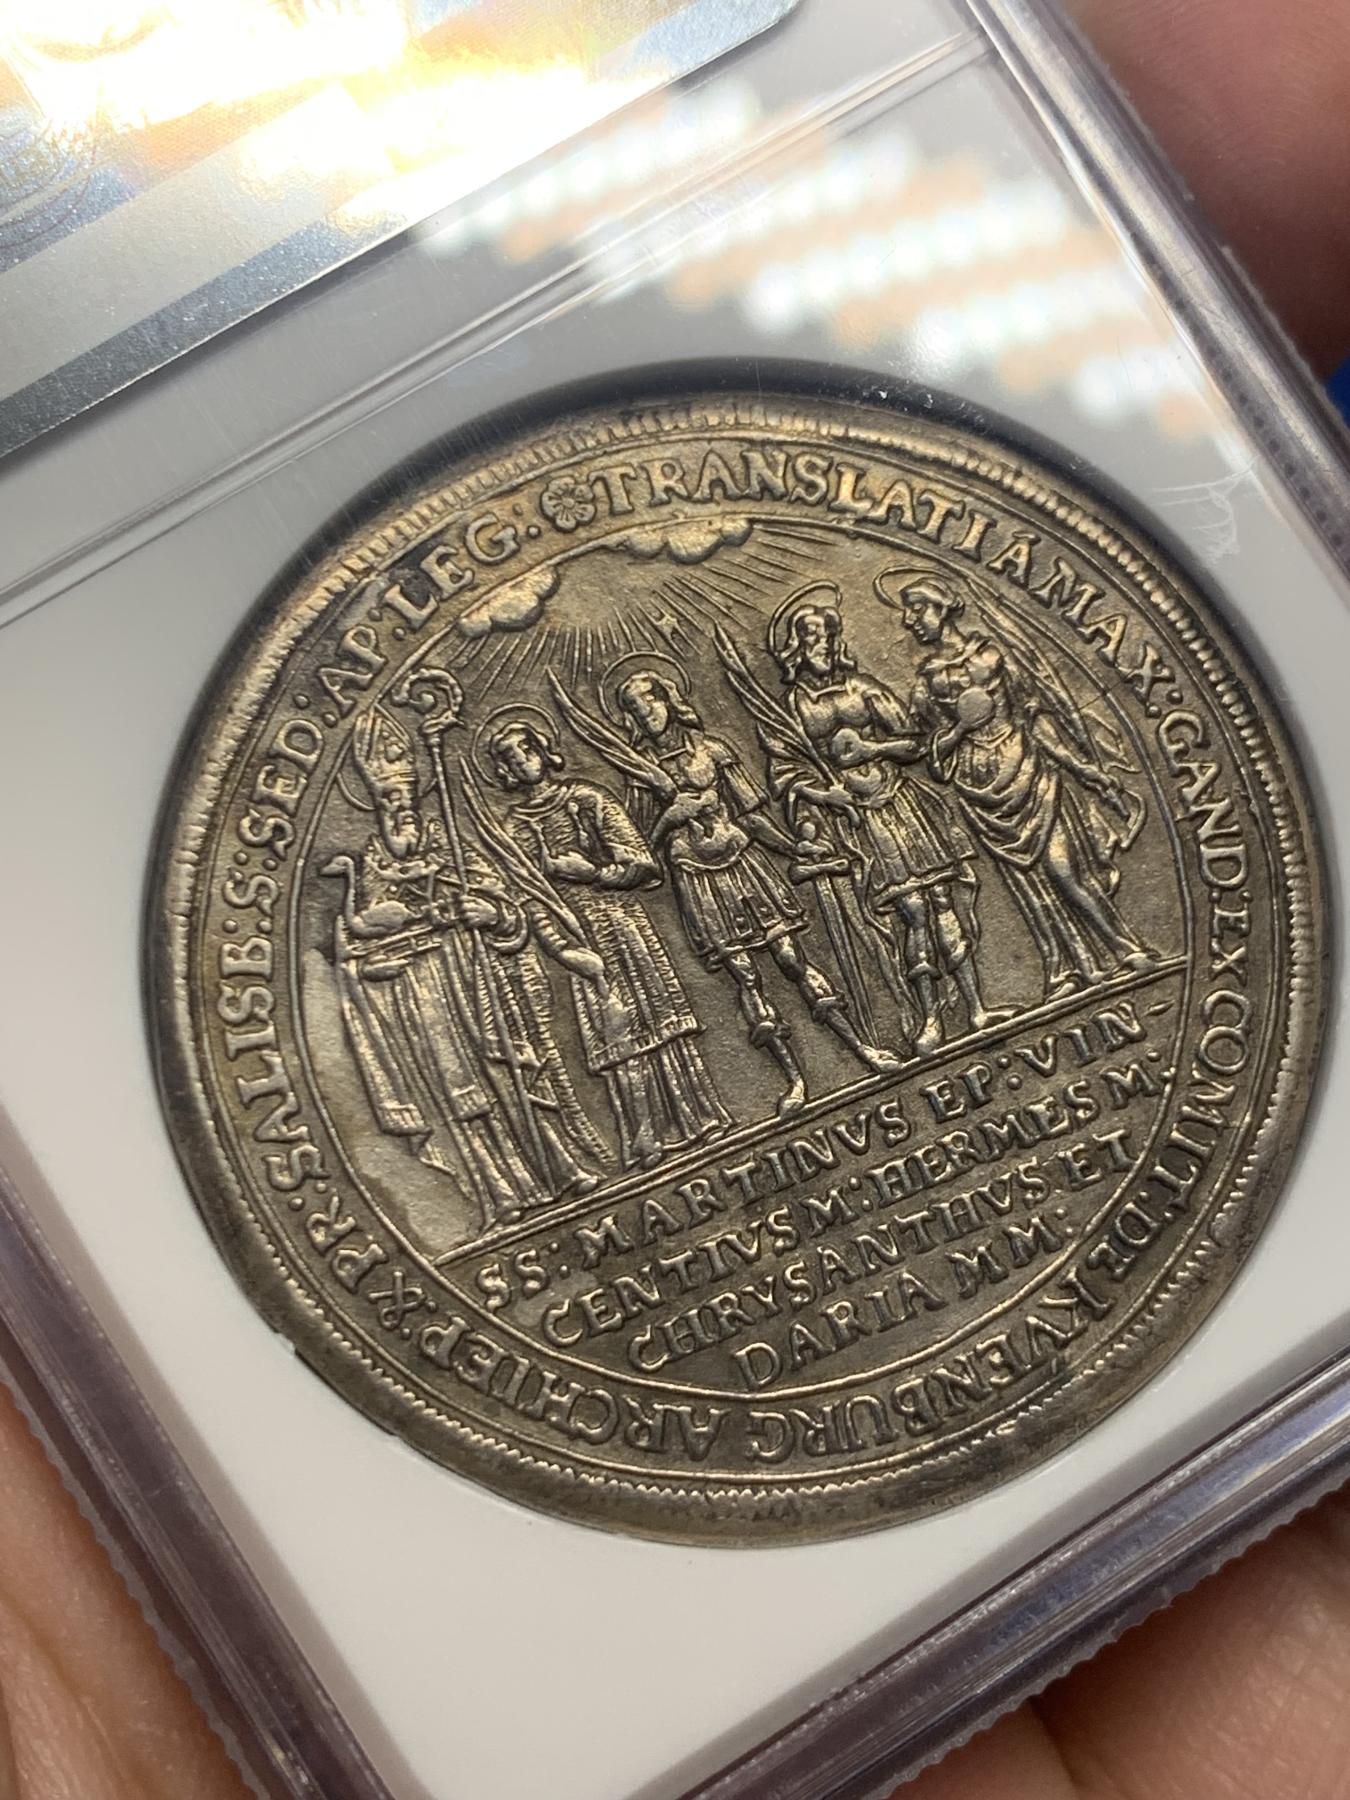 TRANSLATI Á MAX: GAND: EX COMIT: DE KVENBURG ARCHIEP: & PR: SALISB: S: SED: AP: LEG:
SS: MARTINVS EP: VIN-
CENTIVS M: HERMES M:
CHRYSANTHVS ET
DARIA MM: